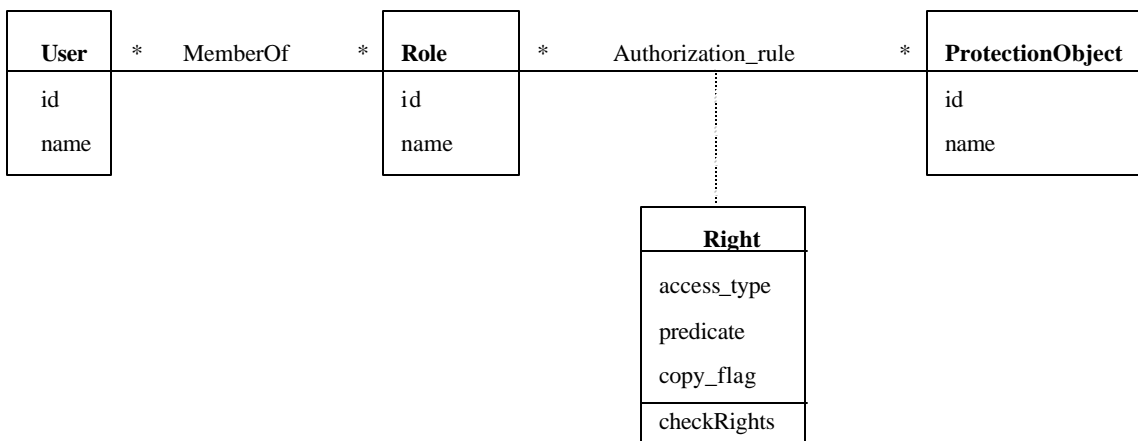 User * MemberOf * Role * Authorization_rule * ProtectionObject
id id id
name name name
Right
access_type
predicate
copy_flag
checkRights